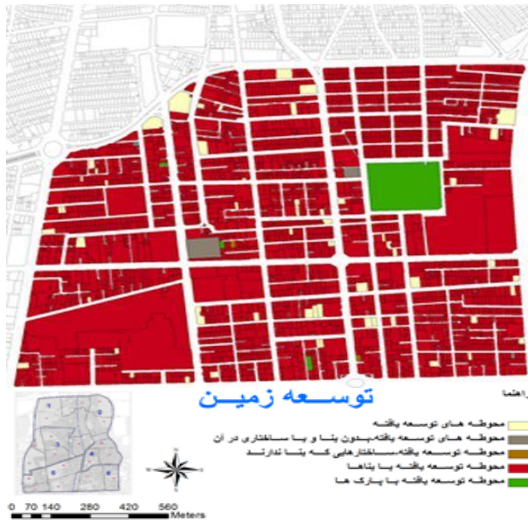 توسعه زمین
راهنما
محوطه های توسعه یافته
محوطه های توسعه یافته-بدون بنا و یا ساختاری در آن
محوطه توسعه یافته-ساختارهایی که بنا ندارند
محوطه توسعه یافته با بناها
محوطه توسعه یافته با پارک ها
0 70 140 280 420 560
Meters